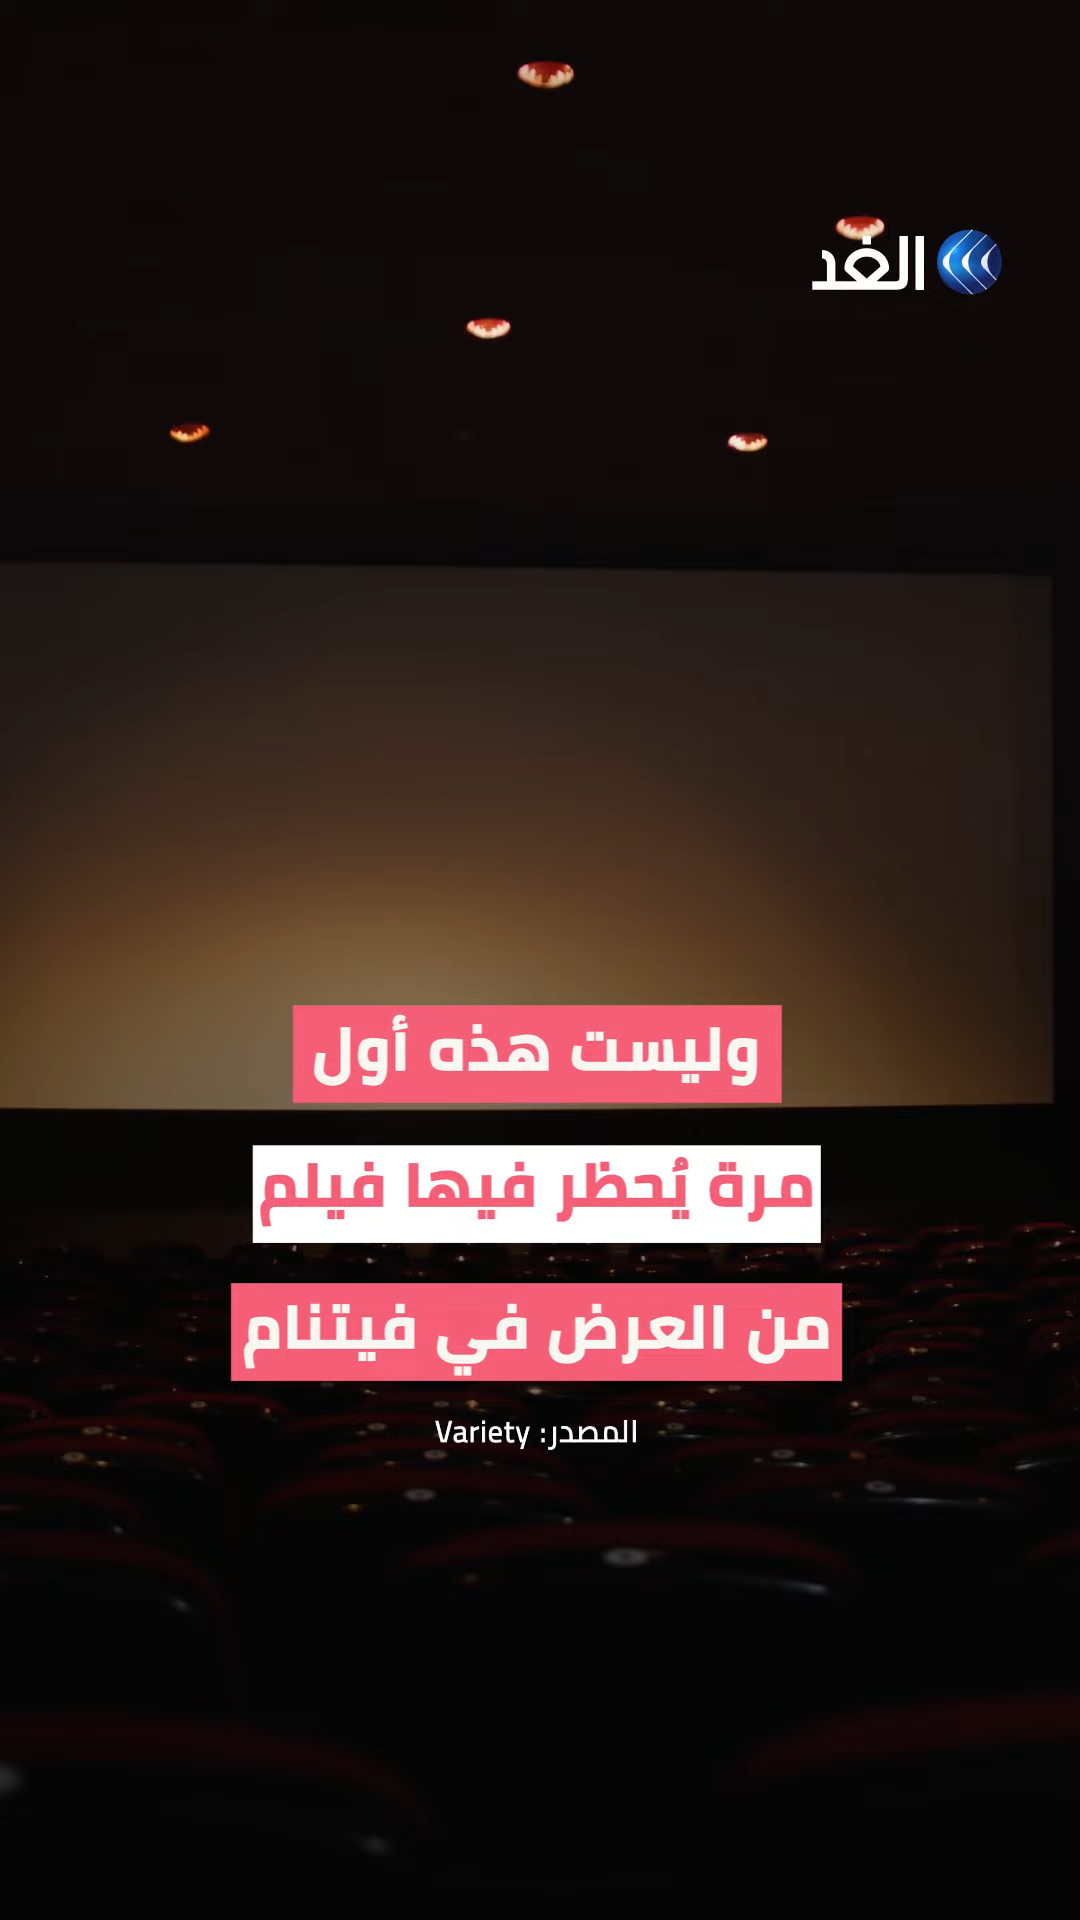 الغد
وليست هذه أول
مرة يُحظر فيها فيلم
من العرض في فيتنام
المصدر: Variety